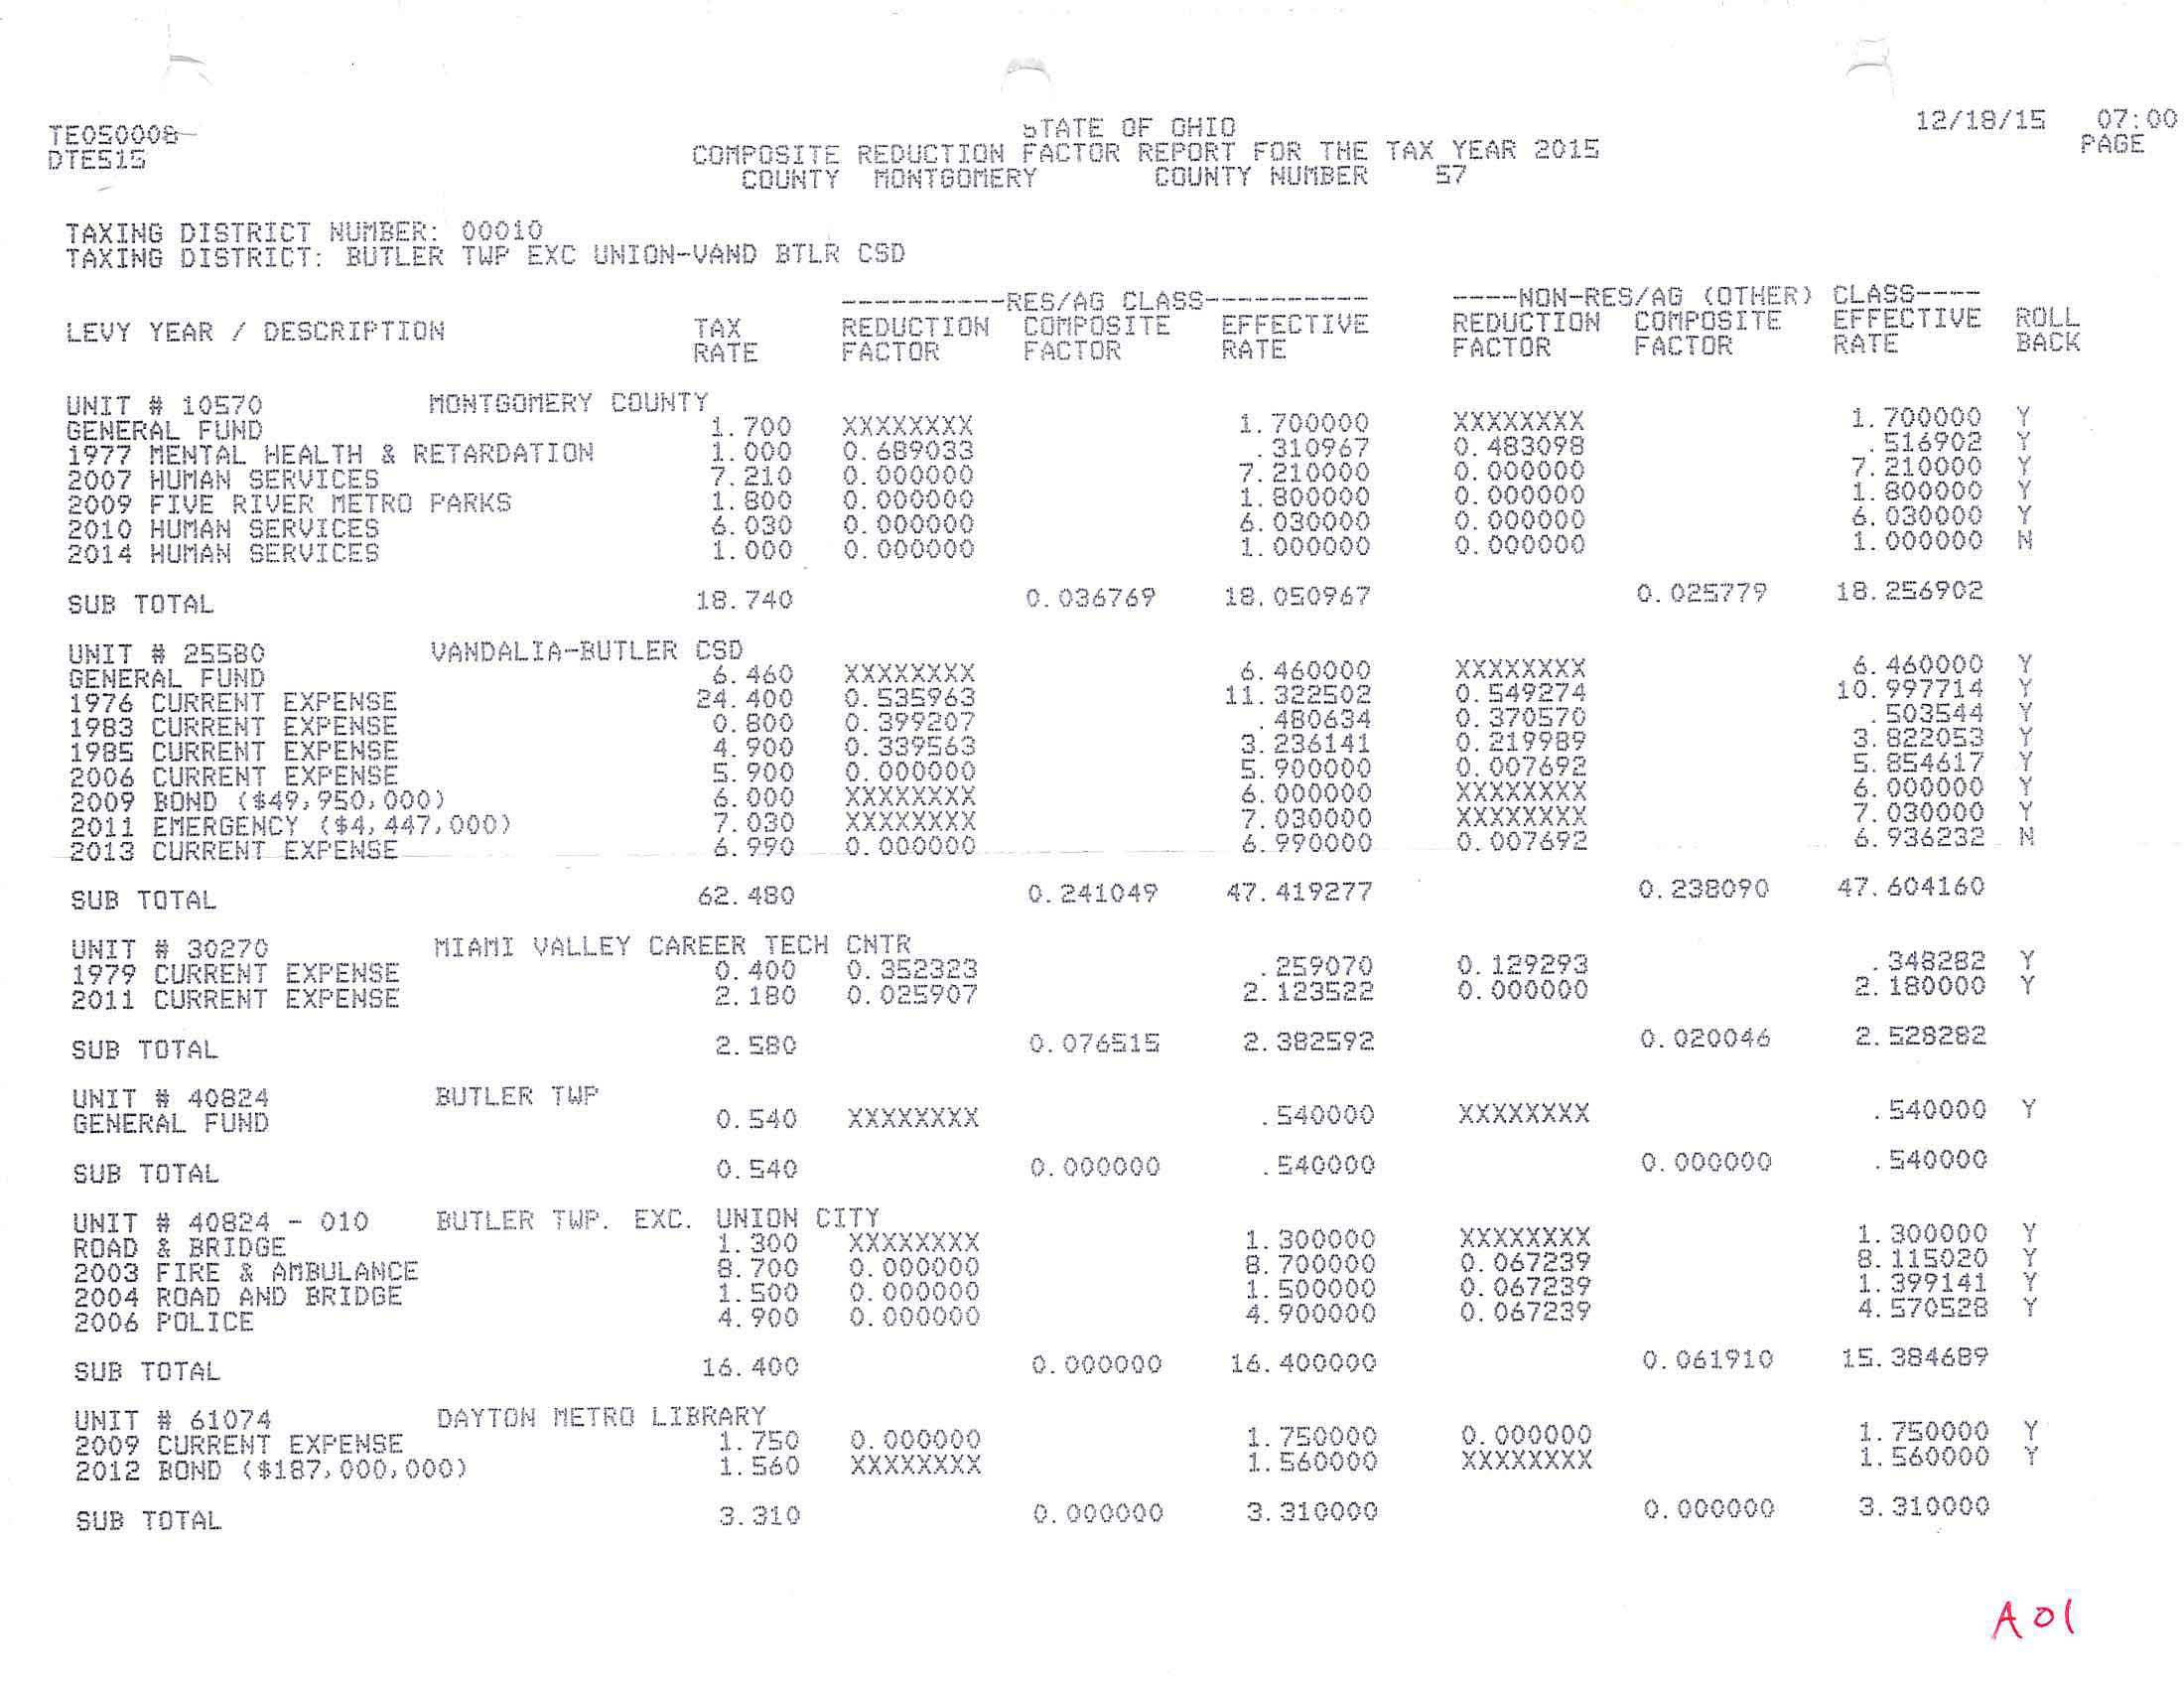 TE050008 STATE OF OHIO 12/18/15 07:00
DTE515 COMPOSITE REDUCTION FACTOR REPORT FOR THE TAX YEAR 2015 PAGE
COUNTY MONTGOMERY COUNTY NUMBER 57
TAXING DISTRICT NUMBER: 00010
TAXING DISTRICT: BUTLER TWP EXC UNION-VAND BTLR CSD
----------RES/AG CLASS---------- ----NON-RES/AG (OTHER) CLASS----
LEVY YEAR / DESCRIPTION TAX REDUCTION COMPOSITE EFFECTIVE REDUCTION COMPOSITE EFFECTIVE ROLL
RATE FACTOR FACTOR RATE FACTOR FACTOR RATE BACK
UNIT # 10570 MONTGOMERY COUNTY
GENERAL FUND 1.700 XXXXXXXX 1.700000 XXXXXXXX 1.700000 Y
1977 MENTAL HEALTH & RETARDATION 1.000 0.689033 .310967 0.483098 .516902 Y
2007 HUMAN SERVICES 7.210 0.000000 7.210000 0.000000 7.210000 Y
2009 FIVE RIVER METRO PARKS 1.800 0.000000 1.800000 0.000000 1.800000 Y
2010 HUMAN SERVICES 6.030 0.000000 6.030000 0.000000 6.030000 Y
2014 HUMAN SERVICES 1.000 0.000000 1.000000 0.000000 1.000000 N
SUB TOTAL 18.740 0.036769 18.050967 0.025779 18.256902
UNIT # 25580 VANDALIA-BUTLER CSD
GENERAL FUND 6.460 XXXXXXXX 6.460000 XXXXXXXX 6.460000 Y
1976 CURRENT EXPENSE 24.400 0.535963 11.322502 0.549274 10.997714 Y
1983 CURRENT EXPENSE 0.800 0.399207 .480634 0.370570 .503544 Y
1985 CURRENT EXPENSE 4.900 0.339563 3.236141 0.219989 3.822053 Y
2006 CURRENT EXPENSE 5.900 0.000000 5.900000 0.007692 5.854617 Y
2009 BOND ($49,950,000) 6.000 XXXXXXXX 6.000000 XXXXXXXX 6.000000 Y
2011 EMERGENCY ($4,447,000) 7.030 XXXXXXXX 7.030000 XXXXXXXX 7.030000 Y
2013 CURRENT EXPENSE 6.990 0.000000 6.990000 0.007692 6.936232 N
SUB TOTAL 62.480 0.241049 47.419277 0.238090 47.604160
UNIT # 30270 MIAMI VALLEY CAREER TECH CNTR
1979 CURRENT EXPENSE 0.400 0.352323 .259070 0.129293 .348282 Y
2011 CURRENT EXPENSE 2.180 0.025907 2.123522 0.000000 2.180000 Y
SUB TOTAL 2.580 0.076515 2.382592 0.020046 2.528282
UNIT # 40824 BUTLER TWP
GENERAL FUND 0.540 XXXXXXXX .540000 XXXXXXXX .540000 Y
SUB TOTAL 0.540 0.000000 .540000 0.000000 .540000
UNIT # 40824 - 010 BUTLER TWP. EXC. UNION CITY
ROAD & BRIDGE 1.300 XXXXXXXX 1.300000 XXXXXXXX 1.300000 Y
2003 FIRE & AMBULANCE 8.700 0.000000 8.700000 0.067239 8.115020 Y
2004 ROAD AND BRIDGE 1.500 0.000000 1.500000 0.067239 1.399141 Y
2006 POLICE 4.900 0.000000 4.900000 0.067239 4.570528 Y
SUB TOTAL 16.400 0.000000 16.400000 0.061910 15.384689
UNIT # 61074 DAYTON METRO LIBRARY
2009 CURRENT EXPENSE 1.750 0.000000 1.750000 0.000000 1.750000 Y
2012 BOND ($187,000,000) 1.560 XXXXXXXX 1.560000 XXXXXXXX 1.560000 Y
SUB TOTAL 3.310 0.000000 3.310000 0.000000 3.310000
A01